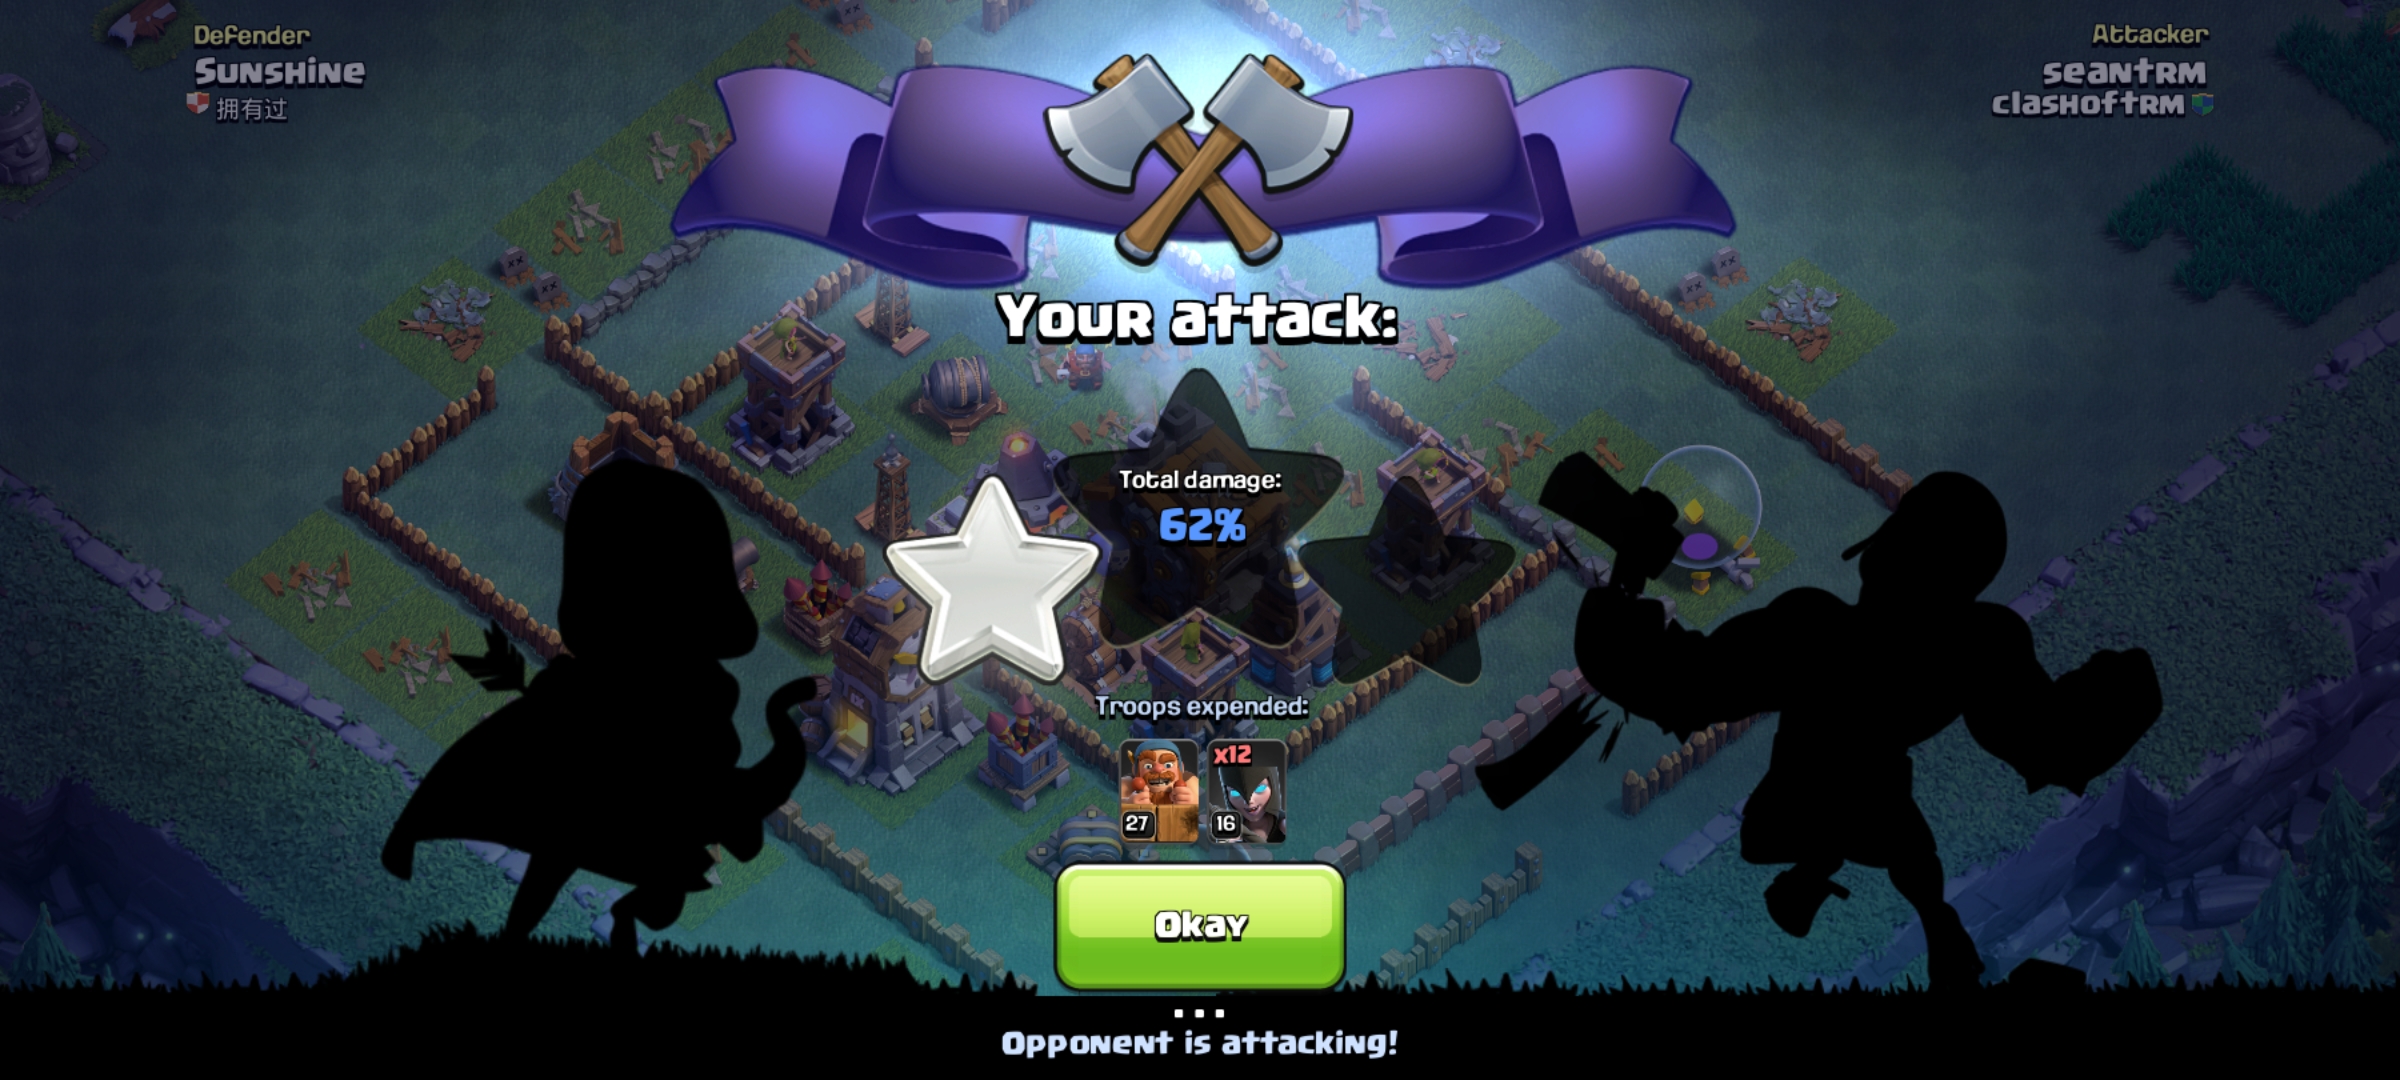 Defender
Sunshine
拥有过
Attacker
seantrm
clashoftrm
Your attack:
Total damage:
62%
Troops expended:
x12
27
16
Okay
Opponent is attacking!